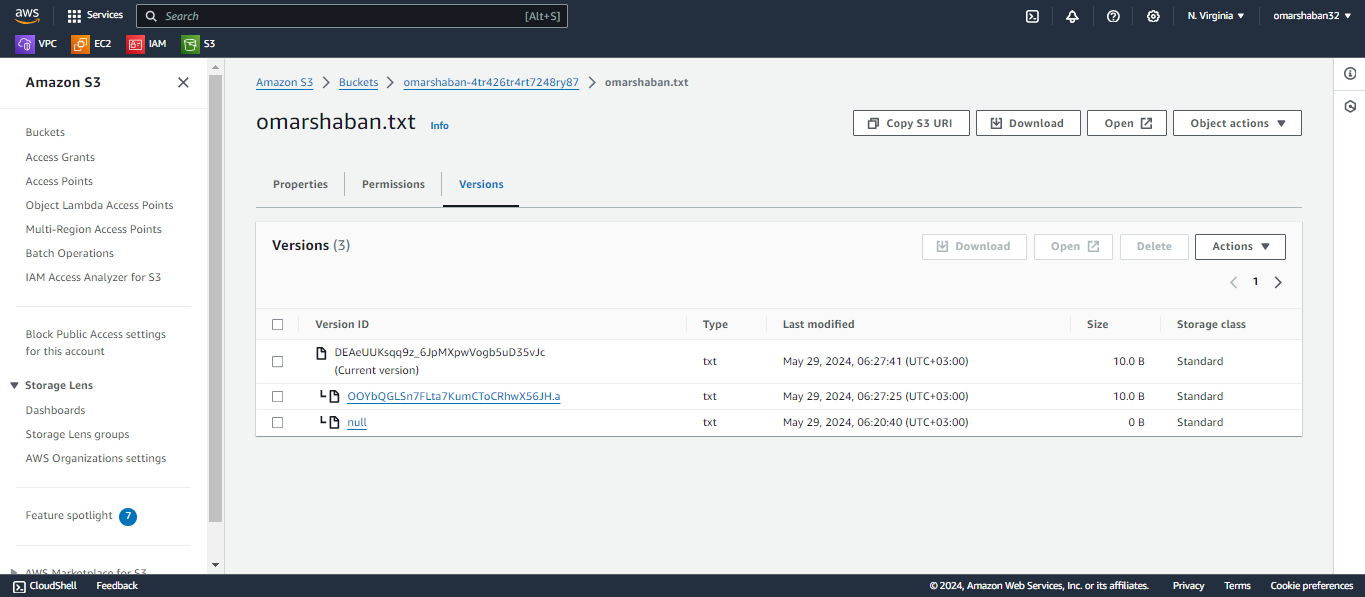 aws Services Search [Alt+S] N. Virginia ▼ omarshaban32 ▼
VPC EC2 IAM S3
Amazon S3
Buckets
Access Grants
Access Points
Object Lambda Access Points
Multi-Region Access Points
Batch Operations
IAM Access Analyzer for S3
Block Public Access settings
for this account
▼ Storage Lens
Dashboards
Storage Lens groups
AWS Organizations settings
Feature spotlight 7
AWS Marketplace for S3
Amazon S3 > Buckets > omarshaban-4tr426tr4rt7248ry87 > omarshaban.txt
omarshaban.txt Info
Copy S3 URI Download Open Object actions ▼
Properties Permissions Versions
Versions (3)
Download Open Delete Actions ▼
< 1 >
Version ID Type Last modified Size Storage class
DEAeUUKsqq9z_6JpMXpwVogb5uD35vJc
(Current version) txt May 29, 2024, 06:27:41 (UTC+03:00) 10.0 B Standard
OOYbQGLSn7FLta7KumCToCRhwX56JH.a txt May 29, 2024, 06:27:25 (UTC+03:00) 10.0 B Standard
null txt May 29, 2024, 06:20:40 (UTC+03:00) 0 B Standard
CloudShell Feedback © 2024, Amazon Web Services, Inc. or its affiliates. Privacy Terms Cookie preferences